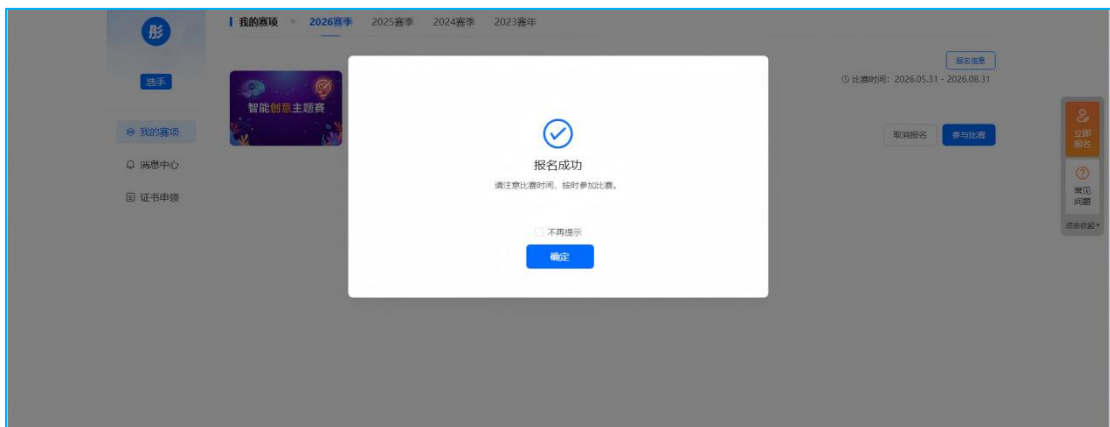 彤
我的赛项 2026赛季 2025赛季 2024赛季 2023赛年
选手
智能创意主题赛
报名信息
比赛时间：2026.05.31 - 2026.08.31
我的赛项
取消报名 参与比赛
消息中心
证书申领
报名成功
请注意比赛时间，按时参加比赛。
不再提示
确定
立即
报名
常见
问题
点击收起